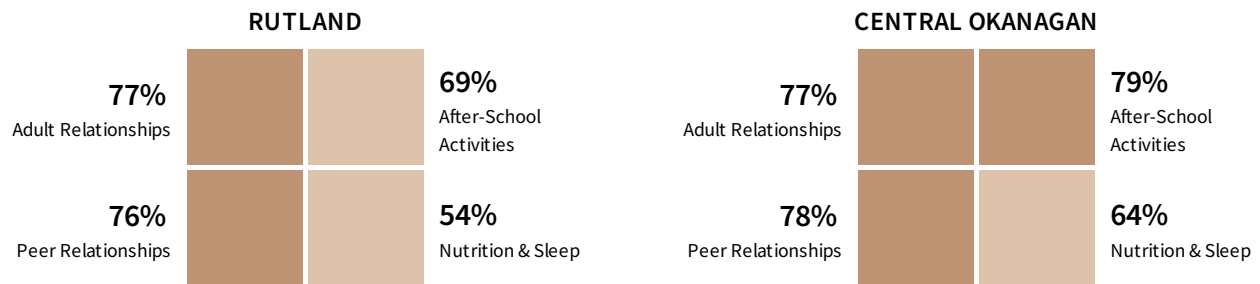 RUTLAND
77%
Adult Relationships
69%
After-School
Activities
76%
Peer Relationships
54%
Nutrition & Sleep
CENTRAL OKANAGAN
77%
Adult Relationships
79%
After-School
Activities
78%
Peer Relationships
64%
Nutrition & Sleep